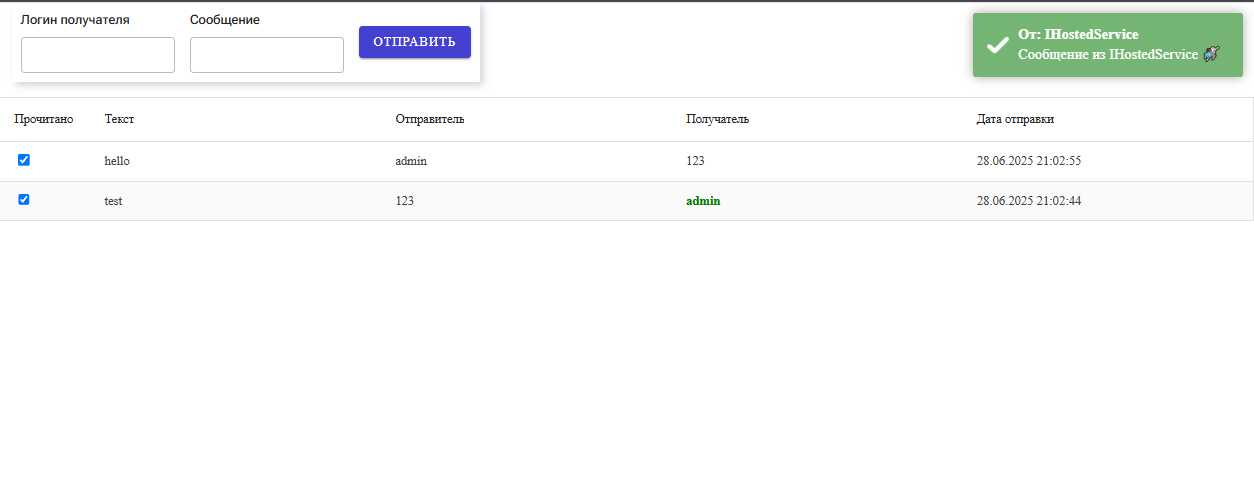 Логин получателя Сообщение
ОТПРАВИТЬ
От: IHostedService
Сообщение из IHostedService 🚀
Прочитано Текст Отправитель Получатель Дата отправки
hello admin 123 28.06.2025 21:02:55
test 123 admin 28.06.2025 21:02:44